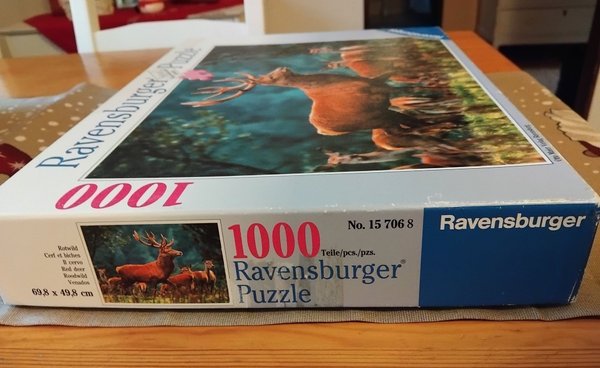 Ravensburger
Puzzle
1000
Rotwild
Cerf et biches
Il cervo
Red deer
Roodwild
Venados
69,8 x 49,8 cm
1000
Teile/pcs./pzs.
Ravensburger®
Puzzle
No. 15 706 8
Ravensburger